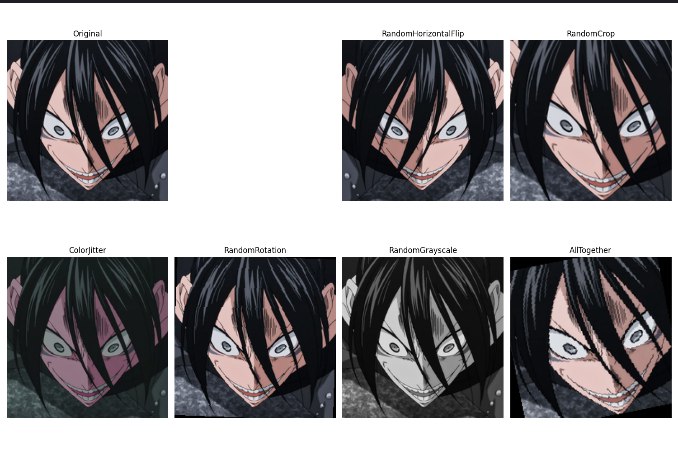 Original
RandomHorizontalFlip
RandomCrop
ColorJitter
RandomRotation
RandomGrayscale
AllTogether